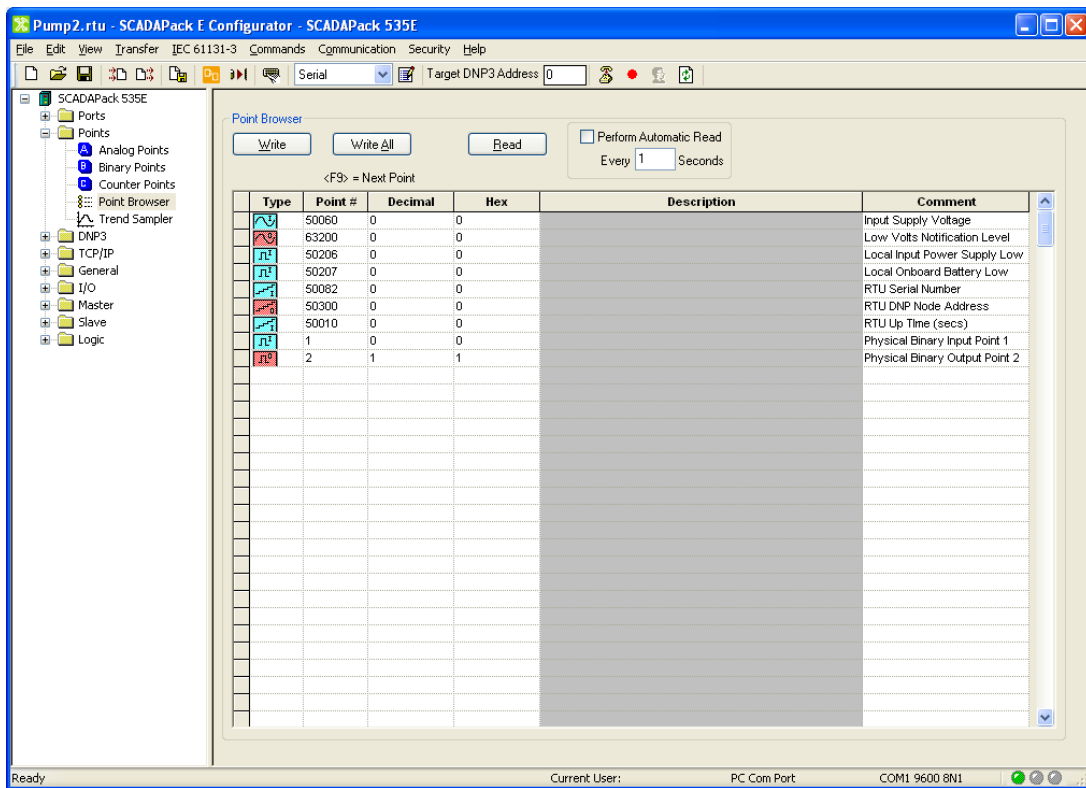 Pump2.rtu - SCADAPack E Configurator - SCADAPack 535E
File Edit View Transfer IEC 61131-3 Commands Communication Security Help
Serial Target DNP3 Address 0
SCADAPack 535E
Ports
Points
A Analog Points
B Binary Points
C Counter Points
Point Browser
Trend Sampler
DNP3
TCP/IP
General
I/O
Master
Slave
Logic
Point Browser
Write Write All Read
Perform Automatic Read
Every 1 Seconds
<F9> = Next Point
Type Point # Decimal Hex Description Comment
I 50060 0 0 Input Supply Voltage
O 63200 0 0 Low Volts Notification Level
I 50206 0 0 Local Input Power Supply Low
I 50207 0 0 Local Onboard Battery Low
I 50082 0 0 RTU Serial Number
O 50300 0 0 RTU DNP Node Address
I 50010 0 0 RTU Up TIme (secs)
I 1 0 0 Physical Binary Input Point 1
O 2 1 1 Physical Binary Output Point 2
Ready Current User: PC Com Port COM1 9600 8N1